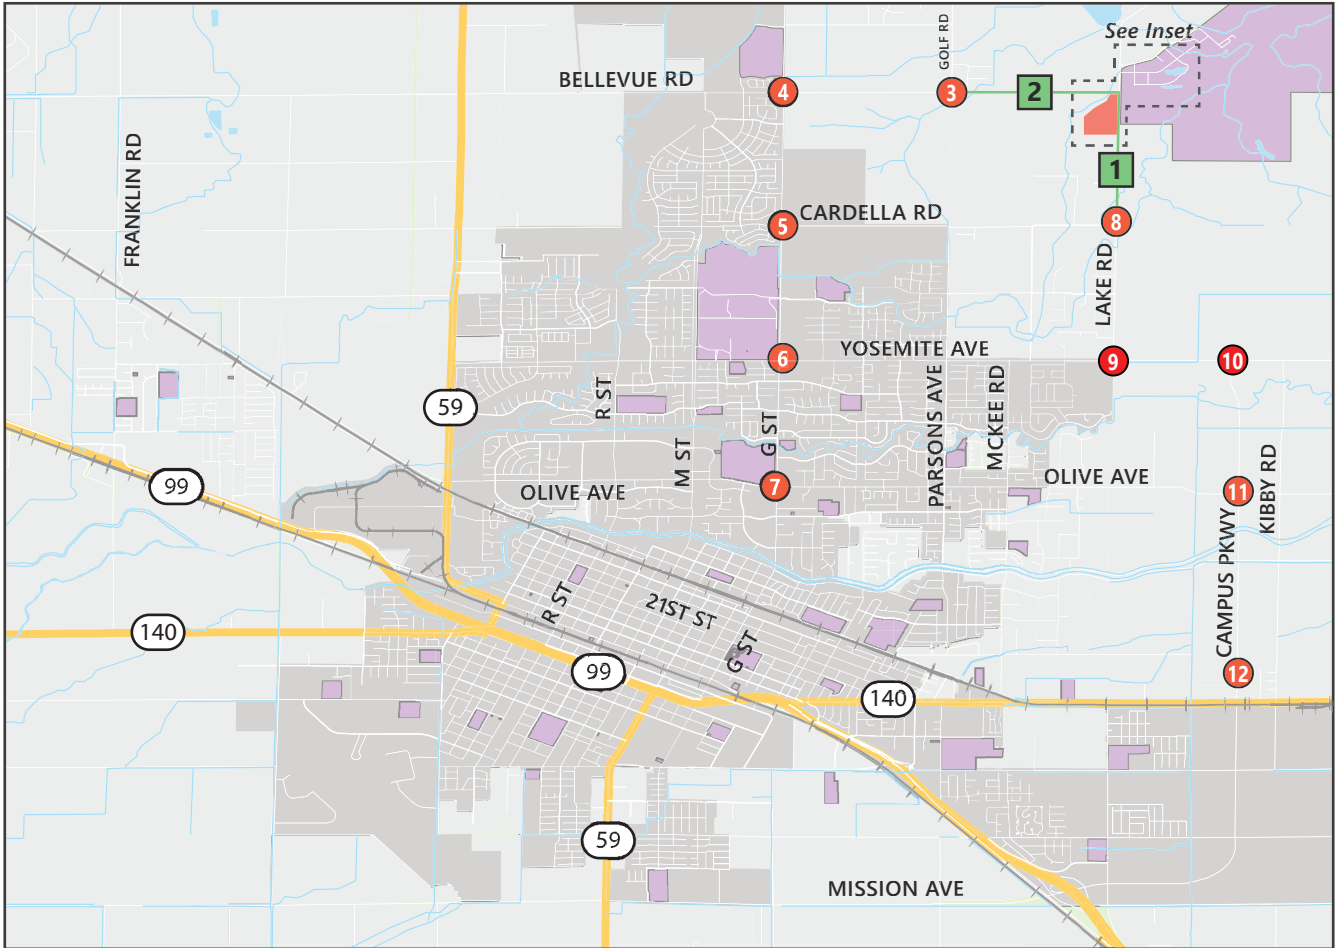 See Inset
GOLF RD
BELLEVUE RD
4
3
2
FRANKLIN RD
1
CARDELLA RD
5
8
LAKE RD
YOSEMITE AVE
6
9
10
R ST
59
PARSONS AVE
MCKEE RD
G ST
M ST
99
7
OLIVE AVE
OLIVE AVE
11
KIBBY RD
CAMPUS PKWY
R ST
21ST ST
140
G ST
99
12
140
59
MISSION AVE